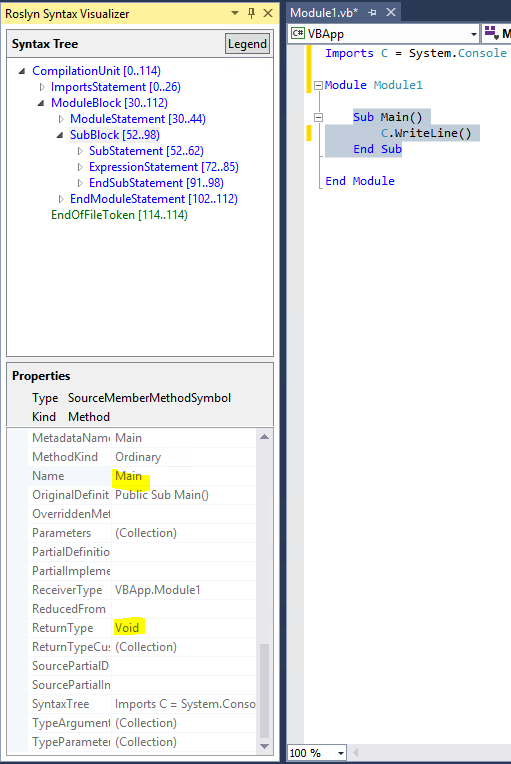 Roslyn Syntax Visualizer
Syntax Tree
Legend
CompilationUnit [0..114)
ImportsStatement [0..26)
ModuleBlock [30..112)
ModuleStatement [30..44)
SubBlock [52..98)
SubStatement [52..62)
ExpressionStatement [72..85)
EndSubStatement [91..98)
EndModuleStatement [102..112)
EndOfFileToken [114..114)
Properties
Type SourceMemberMethodSymbol
Kind Method
MetadataNam Main
MethodKind Ordinary
Name Main
OriginalDefinit Public Sub Main()
OverriddenMet
Parameters (Collection)
PartialDefinitio
PartialImpleme
ReceiverType VBApp.Module1
ReducedFrom
ReturnType Void
ReturnTypeCus (Collection)
SourcePartialD
SourcePartialIn
SyntaxTree Imports C = System.Conso
TypeArgument (Collection)
TypeParameter (Collection)
Module1.vb*
C# VBApp
M
Imports C = System.Console
Module Module1
Sub Main()
C.WriteLine()
End Sub
End Module
100 %